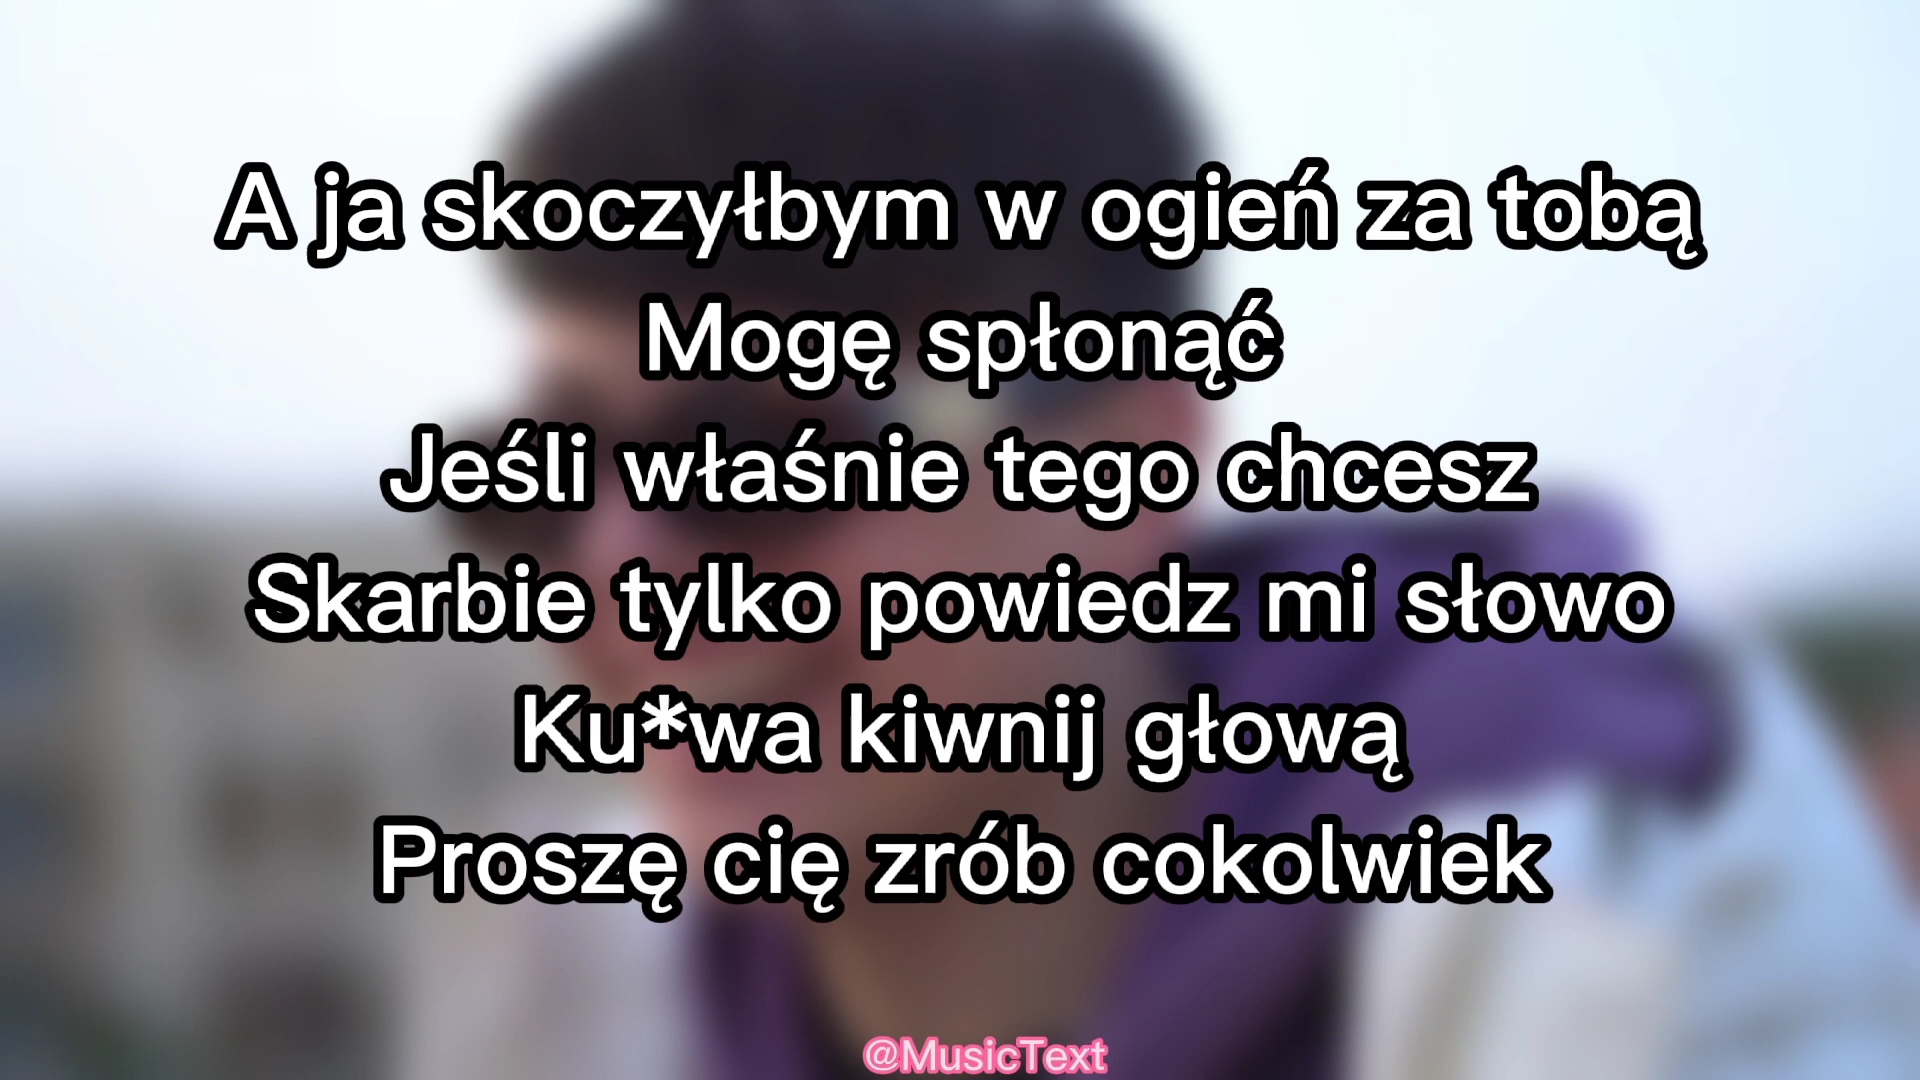 A ja skoczyłbym w ogień za tobą
Mogę spłonąć
Jeśli właśnie tego chcesz
Skarbie tylko powiedz mi słowo
Ku*wa kiwnij głową
Proszę cię zrób cokolwiek
@MusicText